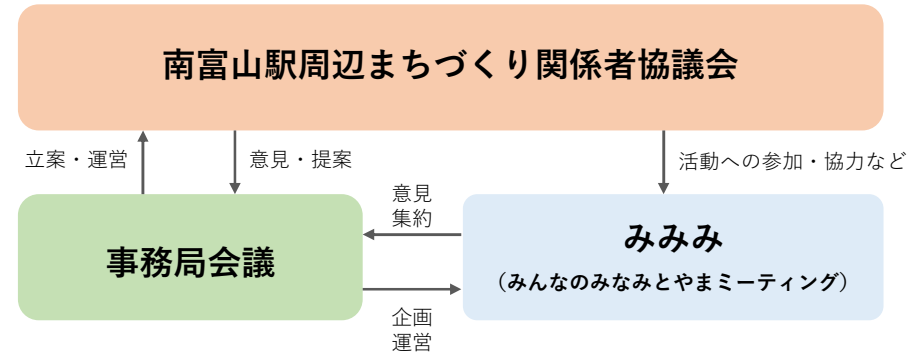 南富山駅周辺まちづくり関係者協議会
立案・運営
意見・提案
活動への参加・協力など
意見
集約
事務局会議
みみみ
（みんなのみなみとやまミーティング）
企画
運営